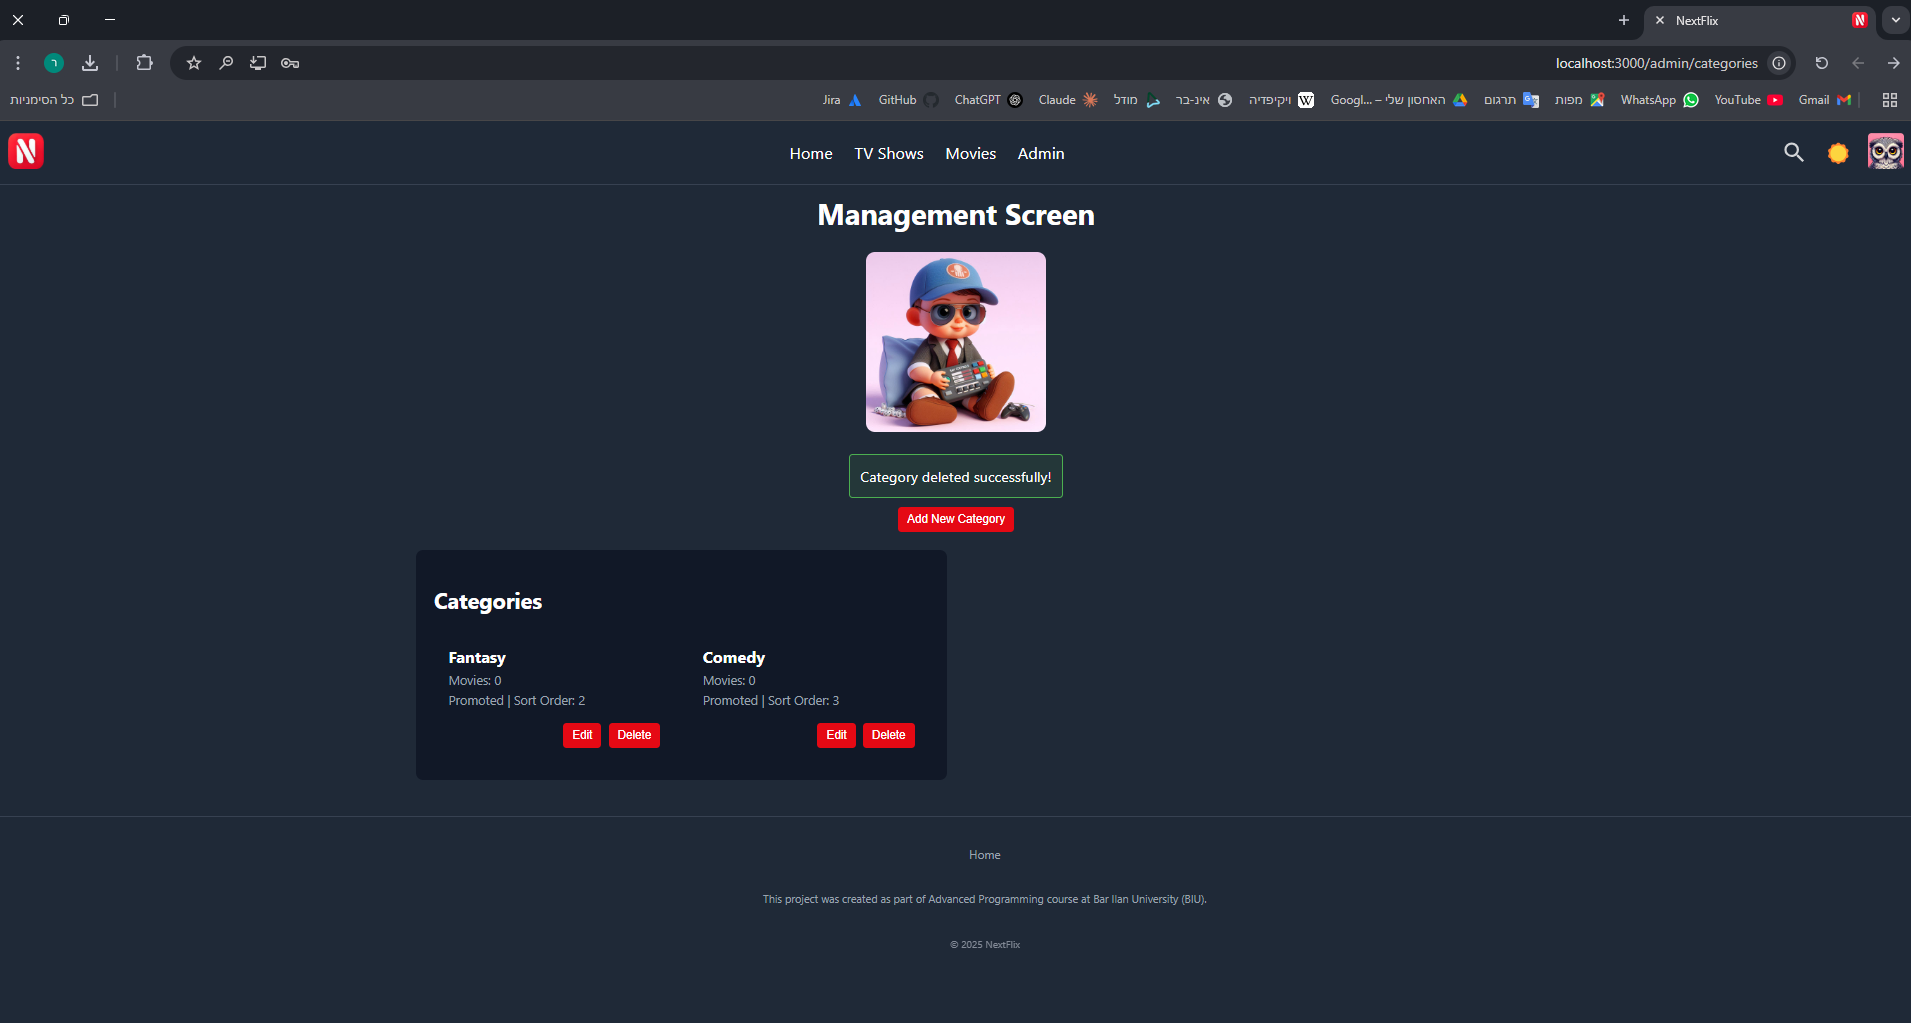 NextFlix
localhost:3000/admin/categories
כל הסימניות
Jira
GitHub
ChatGPT
Claude
מודל
אינ-בר
ויקיפדיה
האחסון שלי – Googl...
תרגום
מפות
WhatsApp
YouTube
Gmail
Home
TV Shows
Movies
Admin
Management Screen
Category deleted successfully!
Add New Category
Categories
Fantasy
Movies: 0
Promoted | Sort Order: 2
Edit
Delete
Comedy
Movies: 0
Promoted | Sort Order: 3
Edit
Delete
Home
This project was created as part of Advanced Programming course at Bar Ilan University (BIU).
© 2025 NextFlix